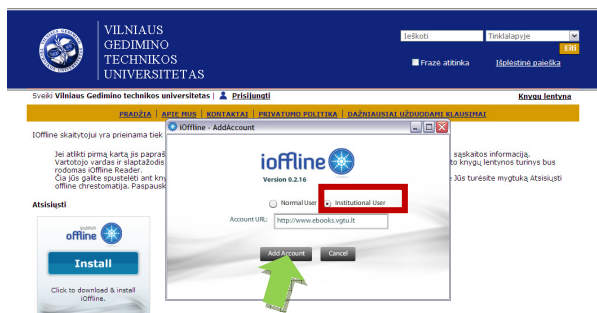 VILNIAUS
GEDIMINO
TECHNIKOS
UNIVERSITETAS
Ieškoti
Tinklalapyje
Eiti
Frazė atitinka
Išplėstinė paieška
Sveiki Vilniaus Gedimino technikos universitetas | Prisijungti
Knygų lentyna
PRADŽIA | APIE MUS | KONTAKTAI | PRIVATUMO POLITIKA | DAŽNIAUSIAI UŽDUODAMI KLAUSIMAI
IOffline skaitytojui yra prieinama tiek
Jei atlikti pirmą kartą jis papraš
sąskaitos informaciją.
Vartotojo vardas ir slaptažodis
to knygų lentynos turinys bus
rodomas iOffline Reader.
Čia Jūs galite spustelėti ant kny
Jūs turėsite mygtuką Atsisiųsti
offline chrestomatija. Paspausk
iOffline - AddAccount
ioffline
Version 0.2.16
Normal User
Institutional User
Account URL:
http://www.ebooks.vgtu.lt
Add Account
Cancel
Atsisiųsti
offline
Install
Click to download & install
iOffline.